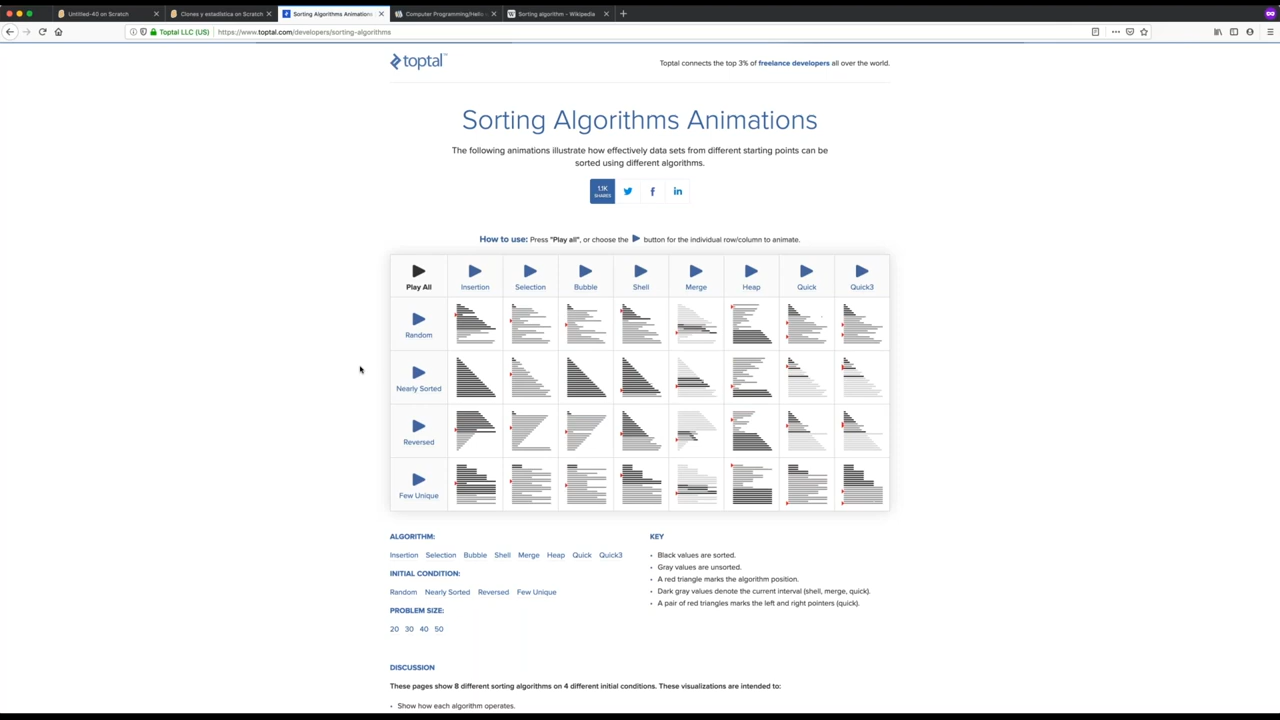 Untitled-40 on Scratch
Clones y estadística on Scratch
Sorting Algorithms Animations
Computer Programming/Hello
Sorting algorithm - Wikipedia
Toptal LLC (US)
https://www.toptal.com/developers/sorting-algorithms
toptal
Toptal connects the top 3% of freelance developers all over the world.
Sorting Algorithms Animations
The following animations illustrate how effectively data sets from different starting points can be
sorted using different algorithms.
1.1K
SHARES
How to use: Press "Play all", or choose the button for the individual row/column to animate.
Play All Insertion Selection Bubble Shell Merge Heap Quick Quick3
Random
Nearly Sorted
Reversed
Few Unique
ALGORITHM:
Insertion Selection Bubble Shell Merge Heap Quick Quick3
INITIAL CONDITION:
Random Nearly Sorted Reversed Few Unique
PROBLEM SIZE:
20 30 40 50
KEY
• Black values are sorted.
• Gray values are unsorted.
• A red triangle marks the algorithm position.
• Dark gray values denote the current interval (shell, merge, quick).
• A pair of red triangles marks the left and right pointers (quick).
DISCUSSION
These pages show 8 different sorting algorithms on 4 different initial conditions. These visualizations are intended to:
• Show how each algorithm operates.